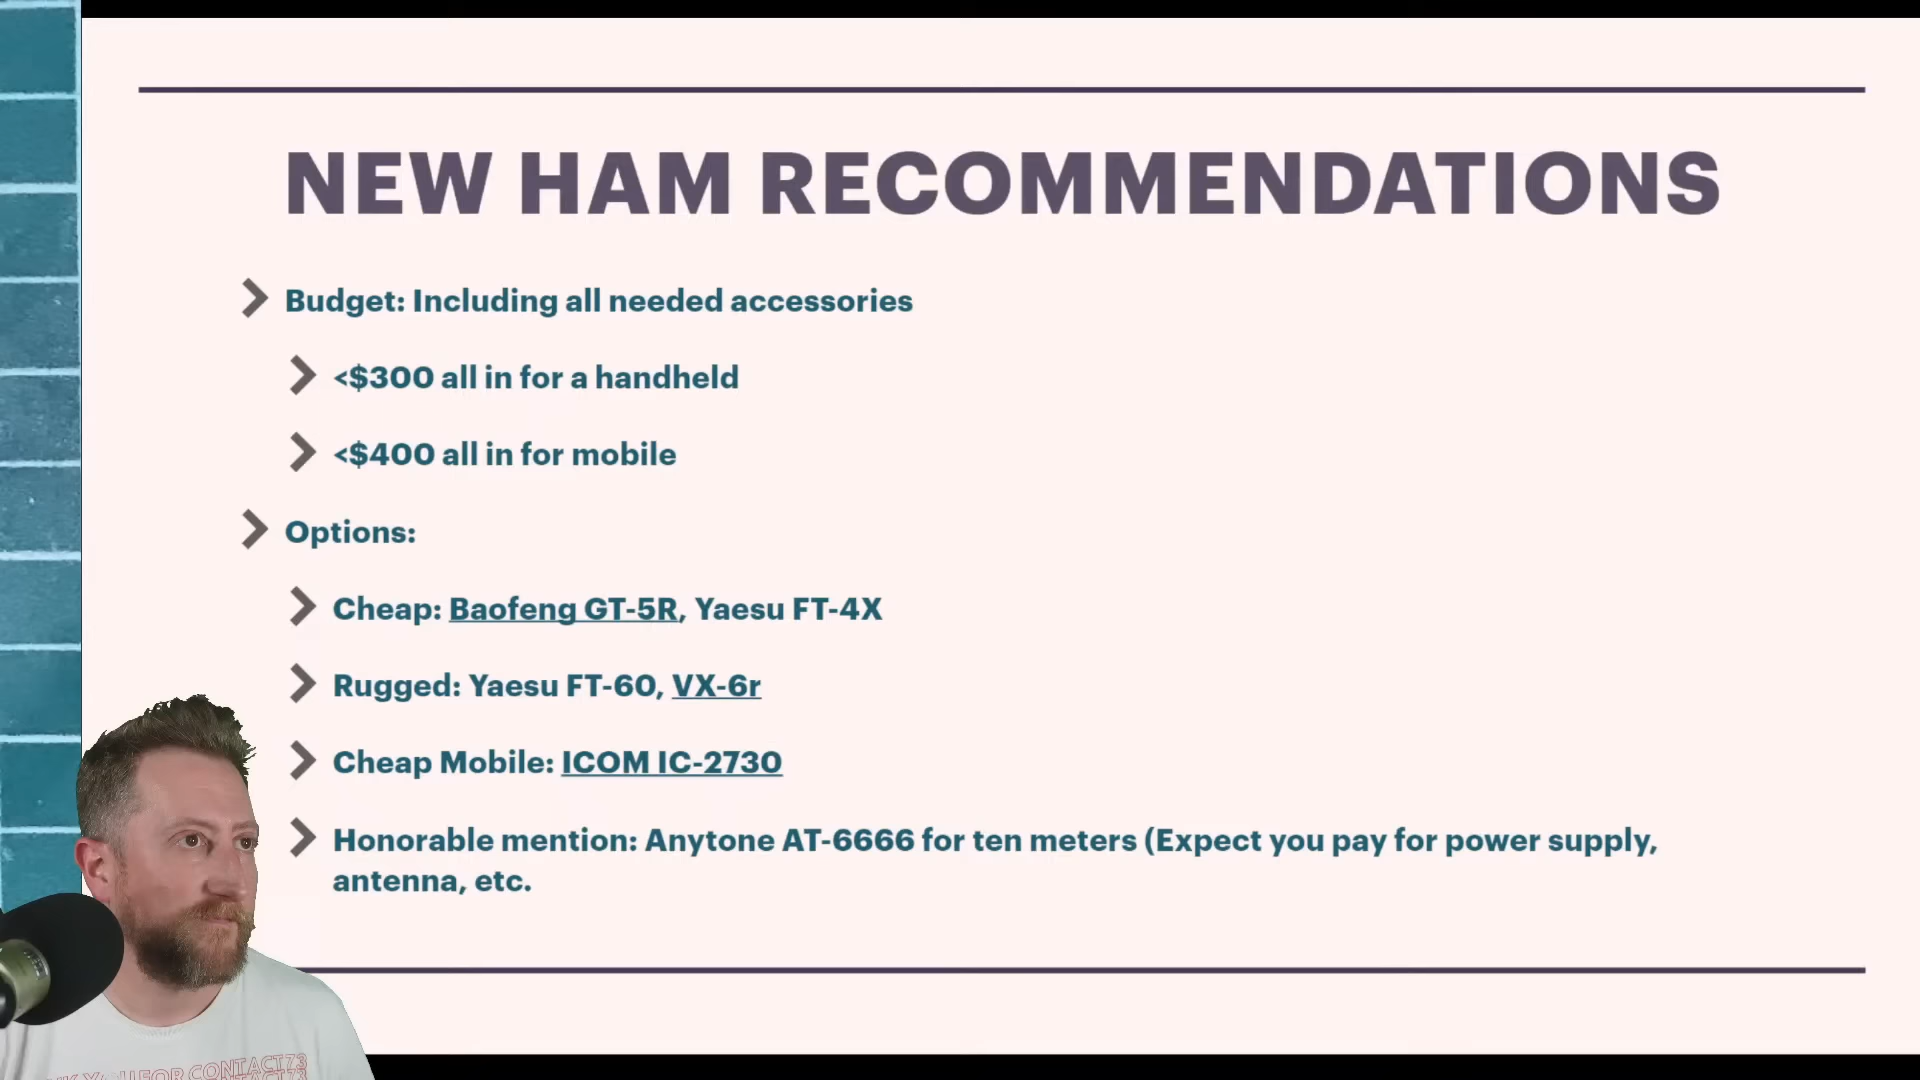 NEW HAM RECOMMENDATIONS
Budget: Including all needed accessories
<$300 all in for a handheld
<$400 all in for mobile
Options:
Cheap: Baofeng GT-5R, Yaesu FT-4X
Rugged: Yaesu FT-60, VX-6r
Cheap Mobile: ICOM IC-2730
Honorable mention: Anytone AT-6666 for ten meters (Expect you pay for power supply,
antenna, etc.
FOR CONTACT73